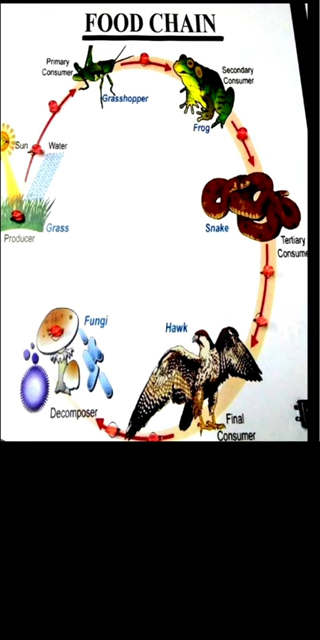 FOOD CHAIN
Primary
Consumer
Grasshopper
Secondary
Consumer
Frog
Sun
Water
Grass
Producer
Snake
Tertiary
Consume
Fungi
Hawk
Decomposer
Final
Consumer